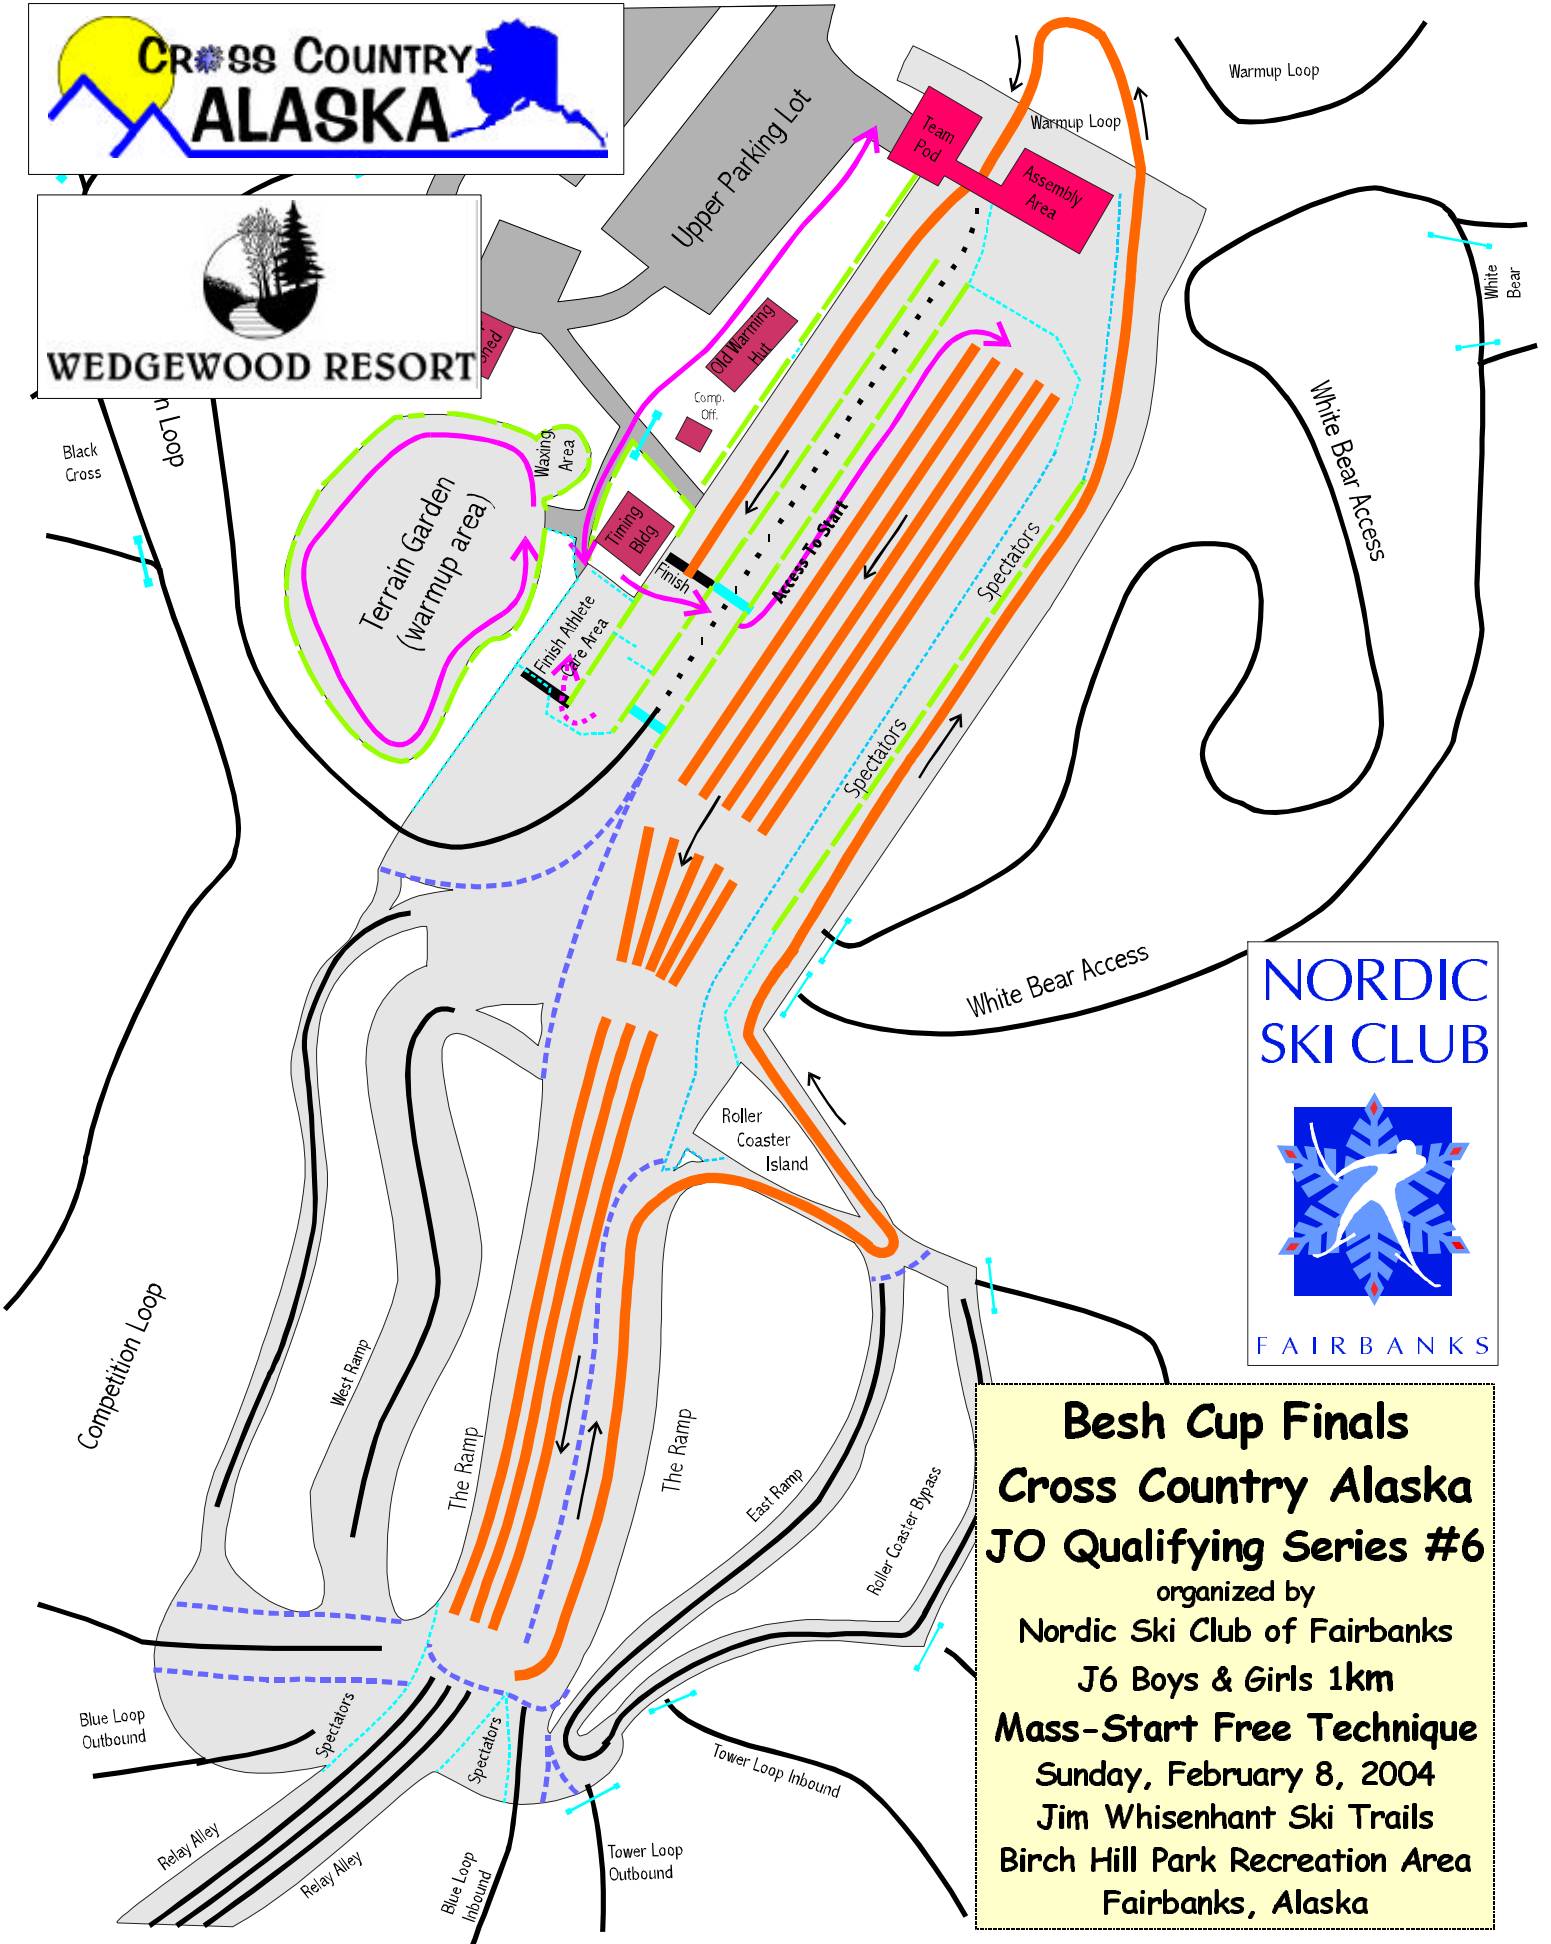 CROSS COUNTRY
ALASKA
WEDGEWOOD RESORT
Upper Parking Lot
Team
Pod
Warmup Loop
Assembly
Area
Warmup Loop
White
Bear
Old Warming
Hut
Comp.
Off.
Black
Cross
Loop
Waxing
Area
Terrain Garden
(warmup area)
Timing
Bldg
Finish
Finish Athlete
Care Area
Access To Start
Spectators
Spectators
White Bear Access
White Bear Access
Roller
Coaster
Island
Competition Loop
West Ramp
The Ramp
The Ramp
East Ramp
Roller Coaster Bypass
Blue Loop
Outbound
Spectators
Spectators
Relay Alley
Relay Alley
Blue Loop
Inbound
Tower Loop
Outbound
Tower Loop Inbound
NORDIC
SKI CLUB
FAIRBANKS
Besh Cup Finals
Cross Country Alaska
JO Qualifying Series #6
organized by
Nordic Ski Club of Fairbanks
J6 Boys & Girls 1km
Mass-Start Free Technique
Sunday, February 8, 2004
Jim Whisenhant Ski Trails
Birch Hill Park Recreation Area
Fairbanks, Alaska